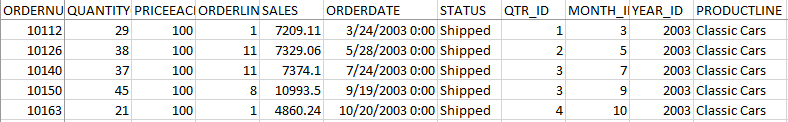 ORDERNU QUANTITY PRICEEAC ORDERLIN SALES ORDERDATE STATUS QTR_ID MONTH_I YEAR_ID PRODUCTLINE
10112 29 100 1 7209.11 3/24/2003 0:00 Shipped 1 3 2003 Classic Cars
10126 38 100 11 7329.06 5/28/2003 0:00 Shipped 2 5 2003 Classic Cars
10140 37 100 11 7374.1 7/24/2003 0:00 Shipped 3 7 2003 Classic Cars
10150 45 100 8 10993.5 9/19/2003 0:00 Shipped 3 9 2003 Classic Cars
10163 21 100 1 4860.24 10/20/2003 0:00 Shipped 4 10 2003 Classic Cars